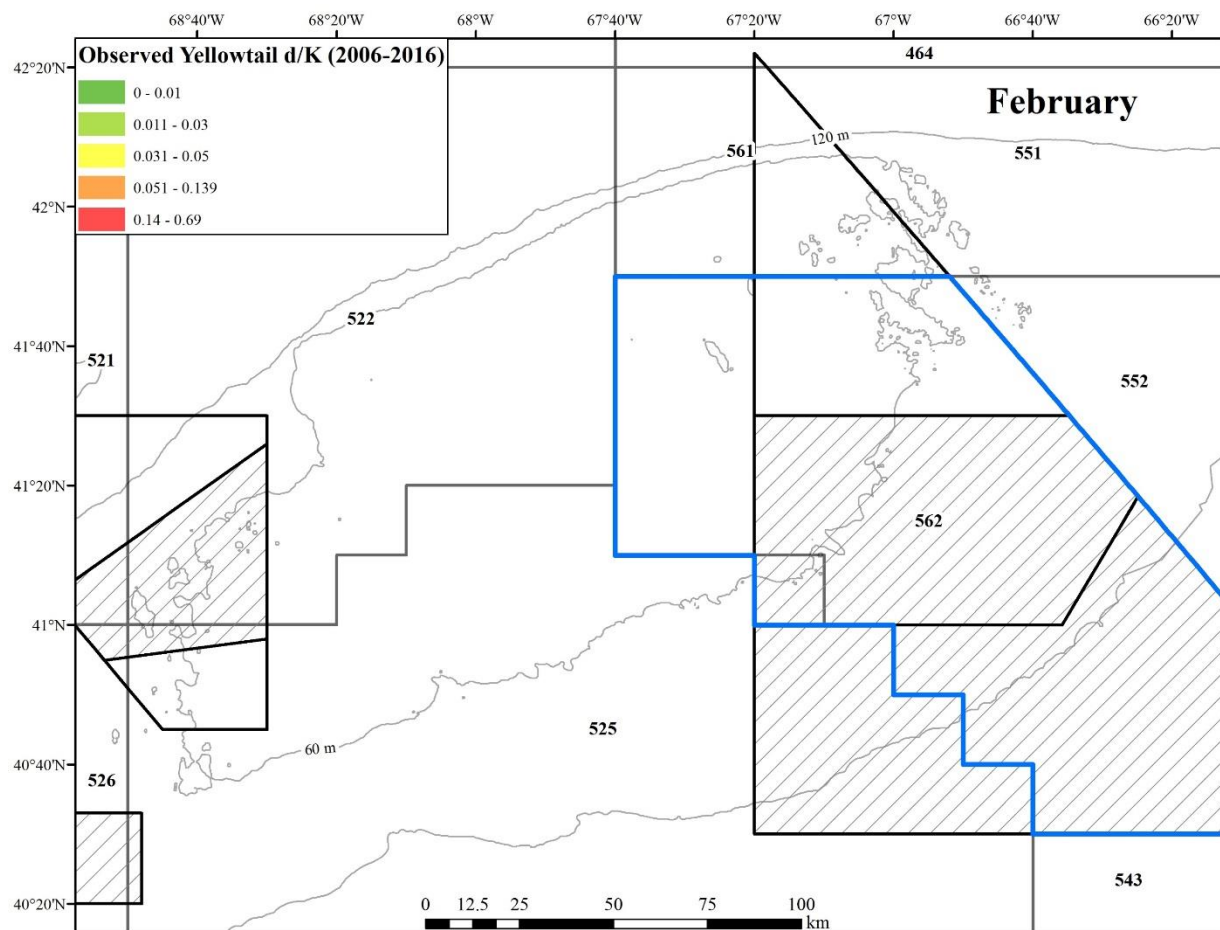 68°40'W 68°20'W 68°W 67°40'W 67°20'W 67°W 66°40'W 66°20'W
Observed Yellowtail d/K (2006-2016)
0 - 0.01
0.011 - 0.03
0.031 - 0.05
0.051 - 0.139
0.14 - 0.69
February
42°20'N
42°N
41°40'N
41°20'N
41°N
40°40'N
40°20'N
464
120 m
561
551
522
521
552
562
60 m
525
526
543
0 12.5 25 50 75 100
km